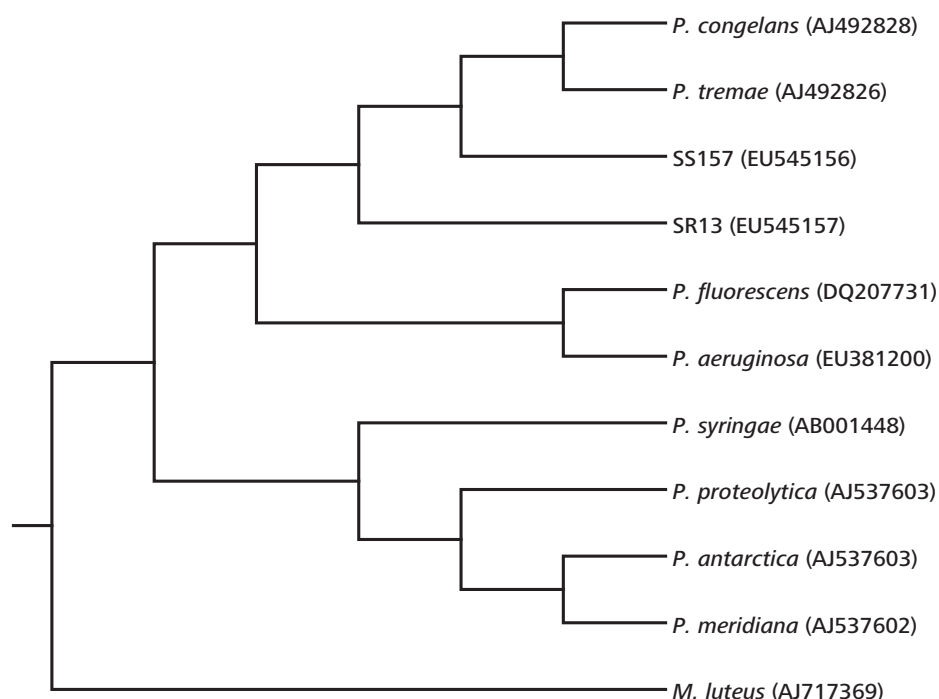 P. congelans (AJ492828)
P. tremae (AJ492826)
SS157 (EU545156)
SR13 (EU545157)
P. fluorescens (DQ207731)
P. aeruginosa (EU381200)
P. syringae (AB001448)
P. proteolytica (AJ537603)
P. antarctica (AJ537603)
P. meridiana (AJ537602)
M. luteus (AJ717369)